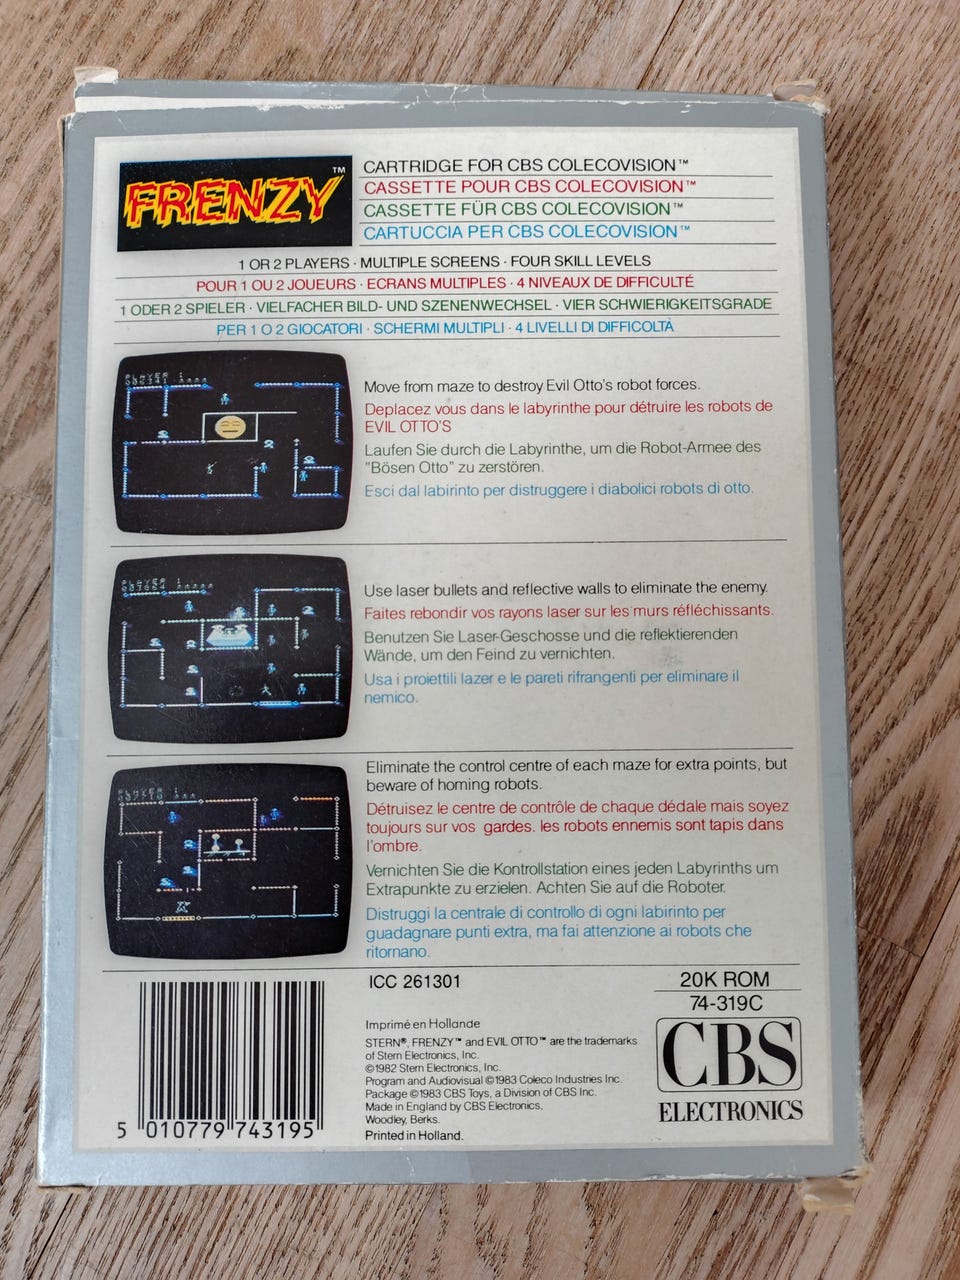 FRENZY™
CARTRIDGE FOR CBS COLECOVISION™
CASSETTE POUR CBS COLECOVISION™
CASSETTE FÜR CBS COLECOVISION™
CARTUCCIA PER CBS COLECOVISION™
1 OR 2 PLAYERS · MULTIPLE SCREENS · FOUR SKILL LEVELS
POUR 1 OU 2 JOUEURS · ECRANS MULTIPLES · 4 NIVEAUX DE DIFFICULTÉ
1 ODER 2 SPIELER · VIELFACHER BILD- UND SZENENWECHSEL · VIER SCHWIERIGKEITSGRADE
PER 1 O 2 GIOCATORI · SCHERMI MULTIPLI · 4 LIVELLI DI DIFFICOLTÀ
PLAYER 1
Move from maze to destroy Evil Otto's robot forces.
Deplacez vous dans le labyrinthe pour détruire les robots de
EVIL OTTO'S
Laufen Sie durch die Labyrinthe, um die Robot-Armee des
"Bösen Otto" zu zerstören.
Esci dal labirinto per distruggere i diabolici robots di otto.
PLAYER 1
Use laser bullets and reflective walls to eliminate the enemy.
Faites rebondir vos rayons laser sur les murs réfléchissants.
Benutzen Sie Laser-Geschosse und die reflektierenden
Wände, um den Feind zu vernichten.
Usa i proiettili lazer e le pareti rifrangenti per eliminare il
nemico.
PLAYER 1
Eliminate the control centre of each maze for extra points, but
beware of homing robots.
Détruisez le centre de contrôle de chaque dédale mais soyez
toujours sur vos gardes. les robots ennemis sont tapis dans
l'ombre.
Vernichten Sie die Kontrollstation eines jeden Labyrinths um
Extrapunkte zu erzielen. Achten Sie auf die Roboter.
Distruggi la centrale di controllo di ogni labirinto per
guadagnare punti extra, ma fai attenzione ai robots che
ritornano.
ICC 261301
20K ROM
74-319C
CBS
ELECTRONICS
Imprimé en Hollande
STERN®, FRENZY™ and EVIL OTTO™ are the trademarks
of Stern Electronics, Inc.
©1982 Stern Electronics, Inc.
Program and Audiovisual ©1983 Coleco Industries Inc.
Package ©1983 CBS Toys, a Division of CBS Inc.
Made in England by CBS Electronics,
Woodley, Berks.
Printed in Holland.
5 010779 743195